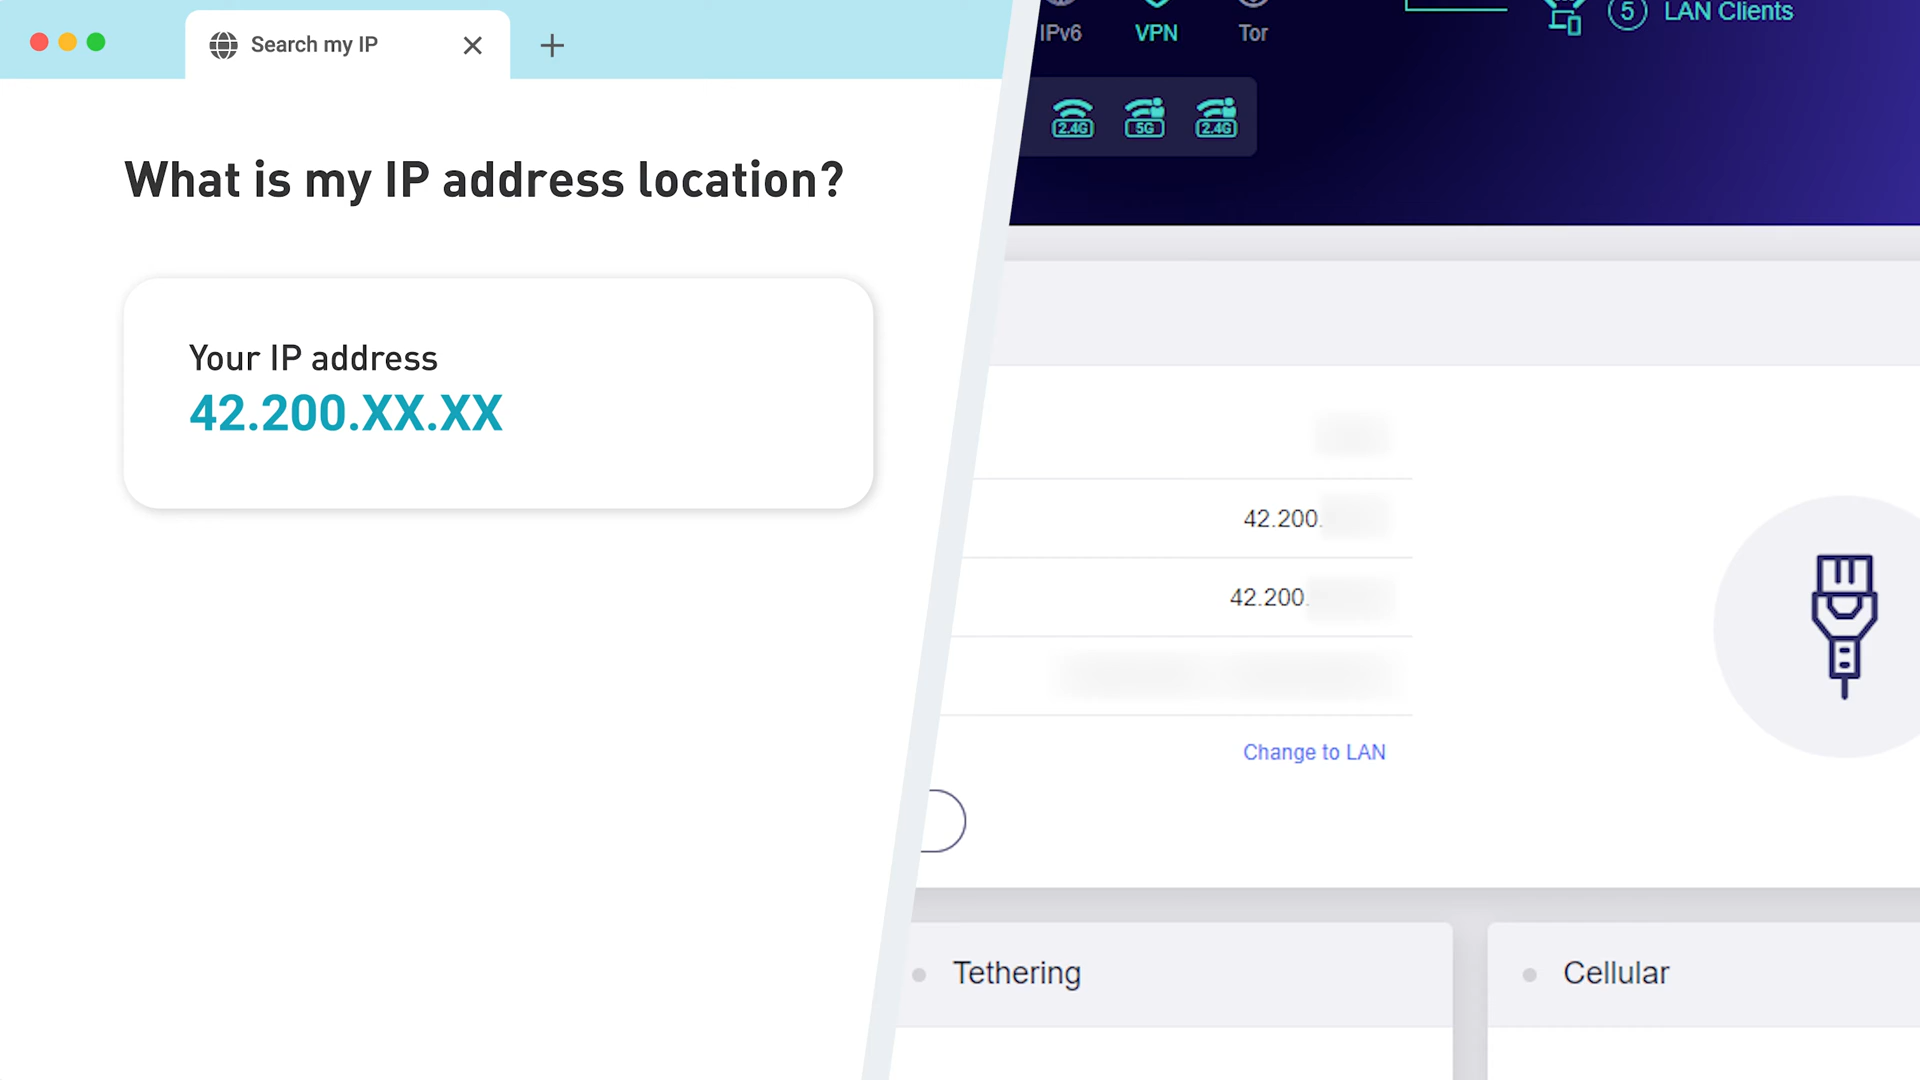 Search my IP
What is my IP address location?
Your IP address
42.200.XX.XX
IPv6
VPN
Tor
5
LAN Clients
2.4G
5G
2.4G
42.200.
42.200.
Change to LAN
Tethering
Cellular